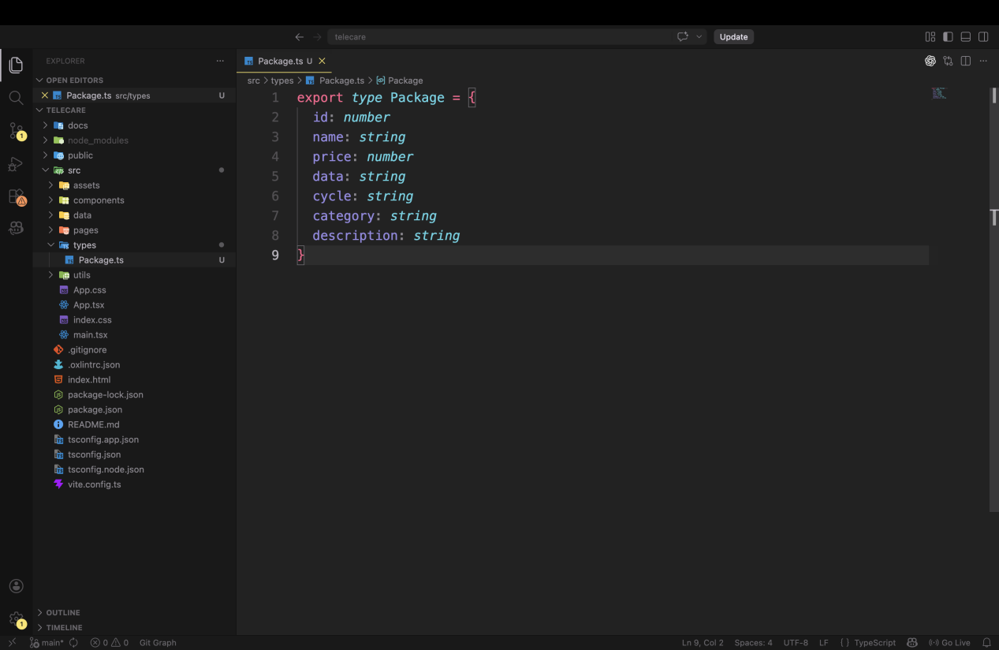 telecare
Update
EXPLORER
Package.ts U
OPEN EDITORS
Package.ts src/types U
TELECARE
docs
node_modules
public
src
assets
components
data
pages
types
Package.ts U
utils
App.css
App.tsx
index.css
main.tsx
.gitignore
.oxlintrc.json
index.html
package-lock.json
package.json
README.md
tsconfig.app.json
tsconfig.json
tsconfig.node.json
vite.config.ts
OUTLINE
TIMELINE
1
1
src > types > Package.ts > Package
1 export type Package = {
2 id: number
3 name: string
4 price: number
5 data: string
6 cycle: string
7 category: string
8 description: string
9 }
main* 0 0 Git Graph
Ln 9, Col 2 Spaces: 4 UTF-8 LF { } TypeScript Go Live